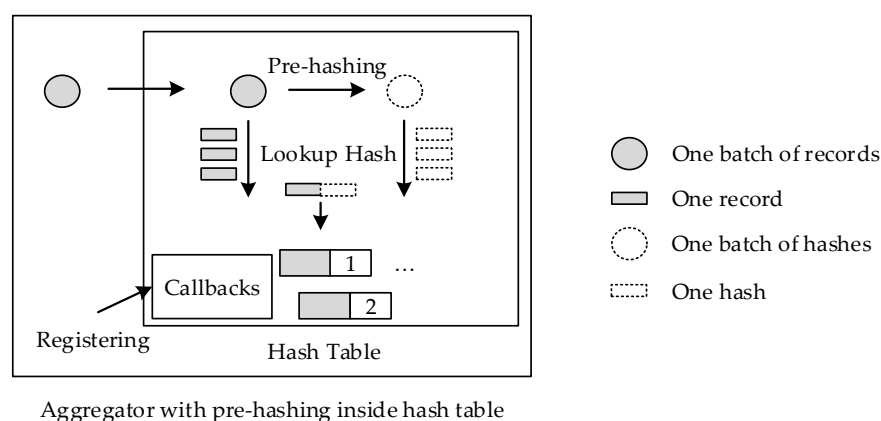 Pre-hashing
Lookup Hash
1
...
2
Callbacks
Registering
Hash Table
One batch of records
One record
One batch of hashes
One hash
Aggregator with pre-hashing inside hash table